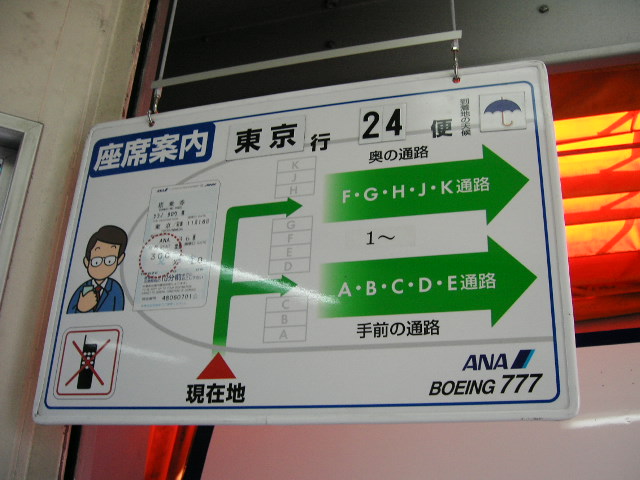 座席案内
東京 行 24 便
到着地の天候
奥の通路
K
J
H
F・G・H・J・K通路
G
F
E
D
1～
A・B・C・D・E通路
C
B
A
手前の通路
ANA
ANA
現在地
ANA
BOEING 777